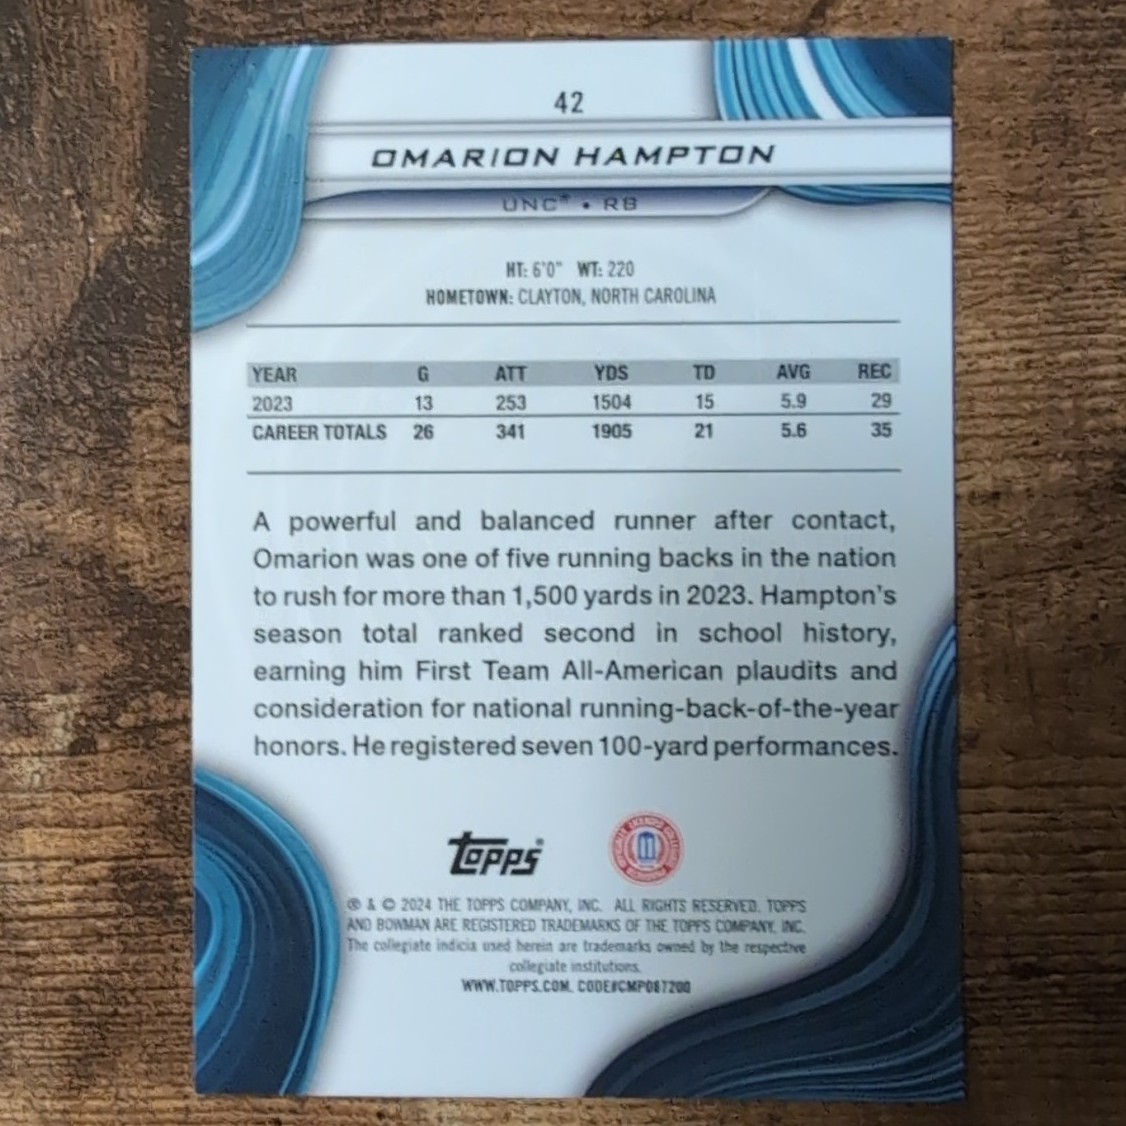 42
OMARION HAMPTON
UNC* • RB
HT: 6'0" WT: 220
HOMETOWN: CLAYTON, NORTH CAROLINA
YEAR G ATT YDS TD AVG REC
2023 13 253 1504 15 5.9 29
CAREER TOTALS 26 341 1905 21 5.6 35
A powerful and balanced runner after contact,
Omarion was one of five running backs in the nation
to rush for more than 1,500 yards in 2023. Hampton's
season total ranked second in school history,
earning him First Team All-American plaudits and
consideration for national running-back-of-the-year
honors. He registered seven 100-yard performances.
topps®
® & © 2024 THE TOPPS COMPANY, INC. ALL RIGHTS RESERVED. TOPPS
AND BOWMAN ARE REGISTERED TRADEMARKS OF THE TOPPS COMPANY, INC.
The collegiate indicia used herein are trademarks owned by the respective
collegiate institutions.
WWW.TOPPS.COM. CODE#CMP087200